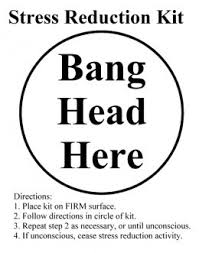 Stress Reduction Kit
Bang
Head
Here
Directions:
1. Place kit on FIRM surface.
2. Follow directions in circle of kit.
3. Repeat step 2 as necessary, or until unconscious.
4. If unconscious, cease stress reduction activity.